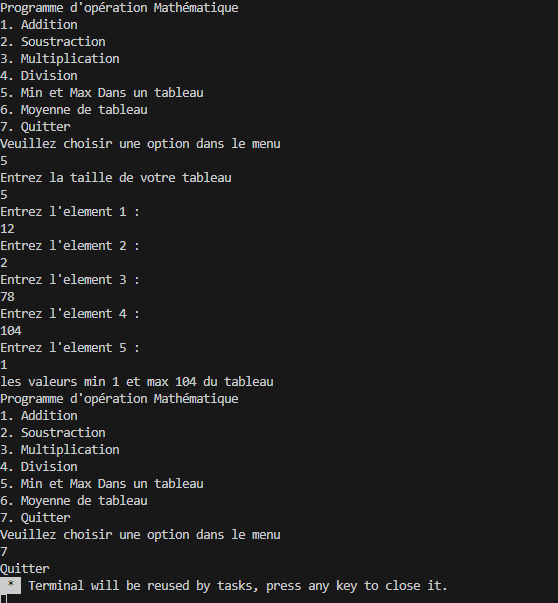 Programme d'opération Mathématique
1. Addition
2. Soustraction
3. Multiplication
4. Division
5. Min et Max Dans un tableau
6. Moyenne de tableau
7. Quitter
Veuillez choisir une option dans le menu
5
Entrez la taille de votre tableau
5
Entrez l'element 1 :
12
Entrez l'element 2 :
2
Entrez l'element 3 :
78
Entrez l'element 4 :
104
Entrez l'element 5 :
1
les valeurs min 1 et max 104 du tableau
Programme d'opération Mathématique
1. Addition
2. Soustraction
3. Multiplication
4. Division
5. Min et Max Dans un tableau
6. Moyenne de tableau
7. Quitter
Veuillez choisir une option dans le menu
7
Quitter
* Terminal will be reused by tasks, press any key to close it.